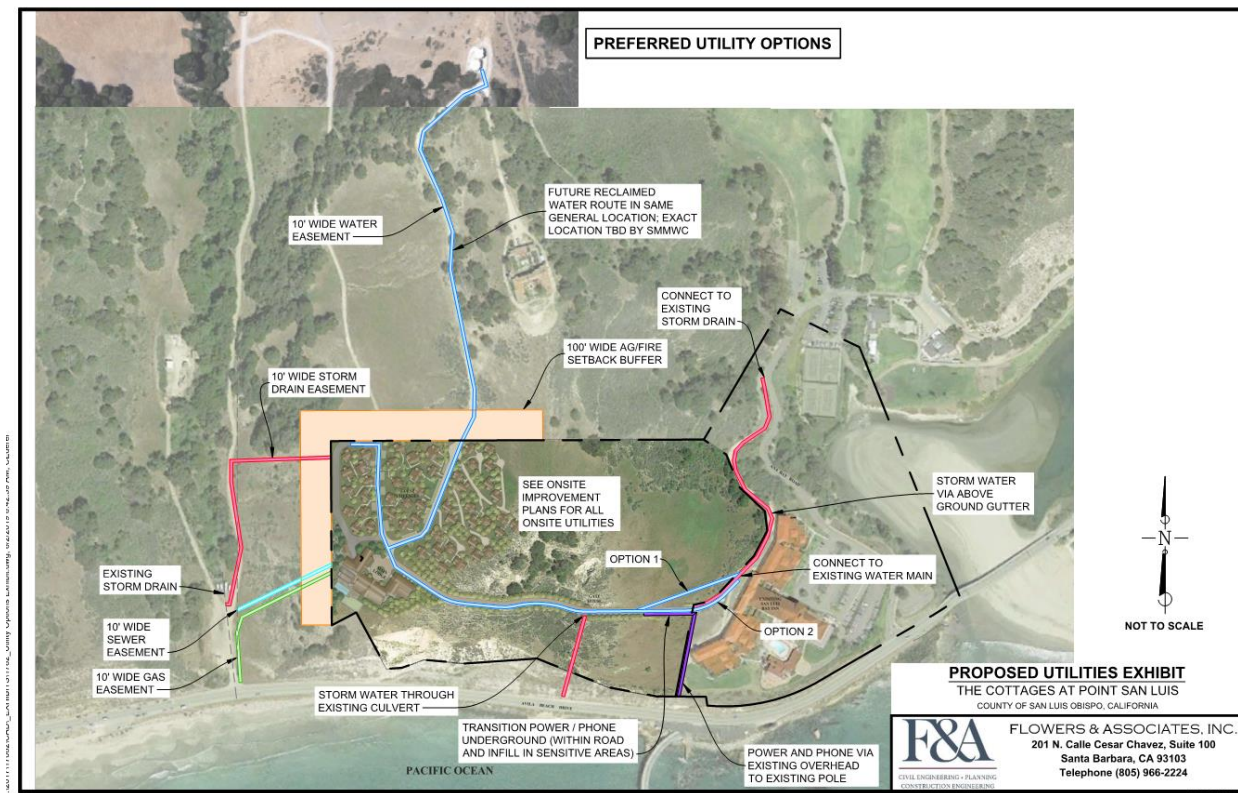 PREFERRED UTILITY OPTIONS
10' WIDE WATER
EASEMENT
FUTURE RECLAIMED
WATER ROUTE IN SAME
GENERAL LOCATION; EXACT
LOCATION TBD BY SMMWC
CONNECT TO
EXISTING
STORM DRAIN
100' WIDE AG/FIRE
SETBACK BUFFER
10' WIDE STORM
DRAIN EASEMENT
SEE ONSITE
IMPROVEMENT
PLANS FOR ALL
ONSITE UTILITIES
STORM WATER
VIA ABOVE
GROUND GUTTER
OPTION 1
CONNECT TO
EXISTING WATER MAIN
EXISTING
STORM DRAIN
10' WIDE
SEWER
EASEMENT
10' WIDE GAS
EASEMENT
OPTION 2
STORM WATER THROUGH
EXISTING CULVERT
AVILA BEACH DRIVE
TRANSITION POWER / PHONE
UNDERGROUND (WITHIN ROAD
AND INFILL IN SENSITIVE AREAS)
POWER AND PHONE VIA
EXISTING OVERHEAD
TO EXISTING POLE
PACIFIC OCEAN
N
NOT TO SCALE
PROPOSED UTILITIES EXHIBIT
THE COTTAGES AT POINT SAN LUIS
COUNTY OF SAN LUIS OBISPO, CALIFORNIA
F&A
CIVIL ENGINEERING • PLANNING
CONSTRUCTION ENGINEERING
FLOWERS & ASSOCIATES, INC.
201 N. Calle Cesar Chavez, Suite 100
Santa Barbara, CA 93103
Telephone (805) 966-2224